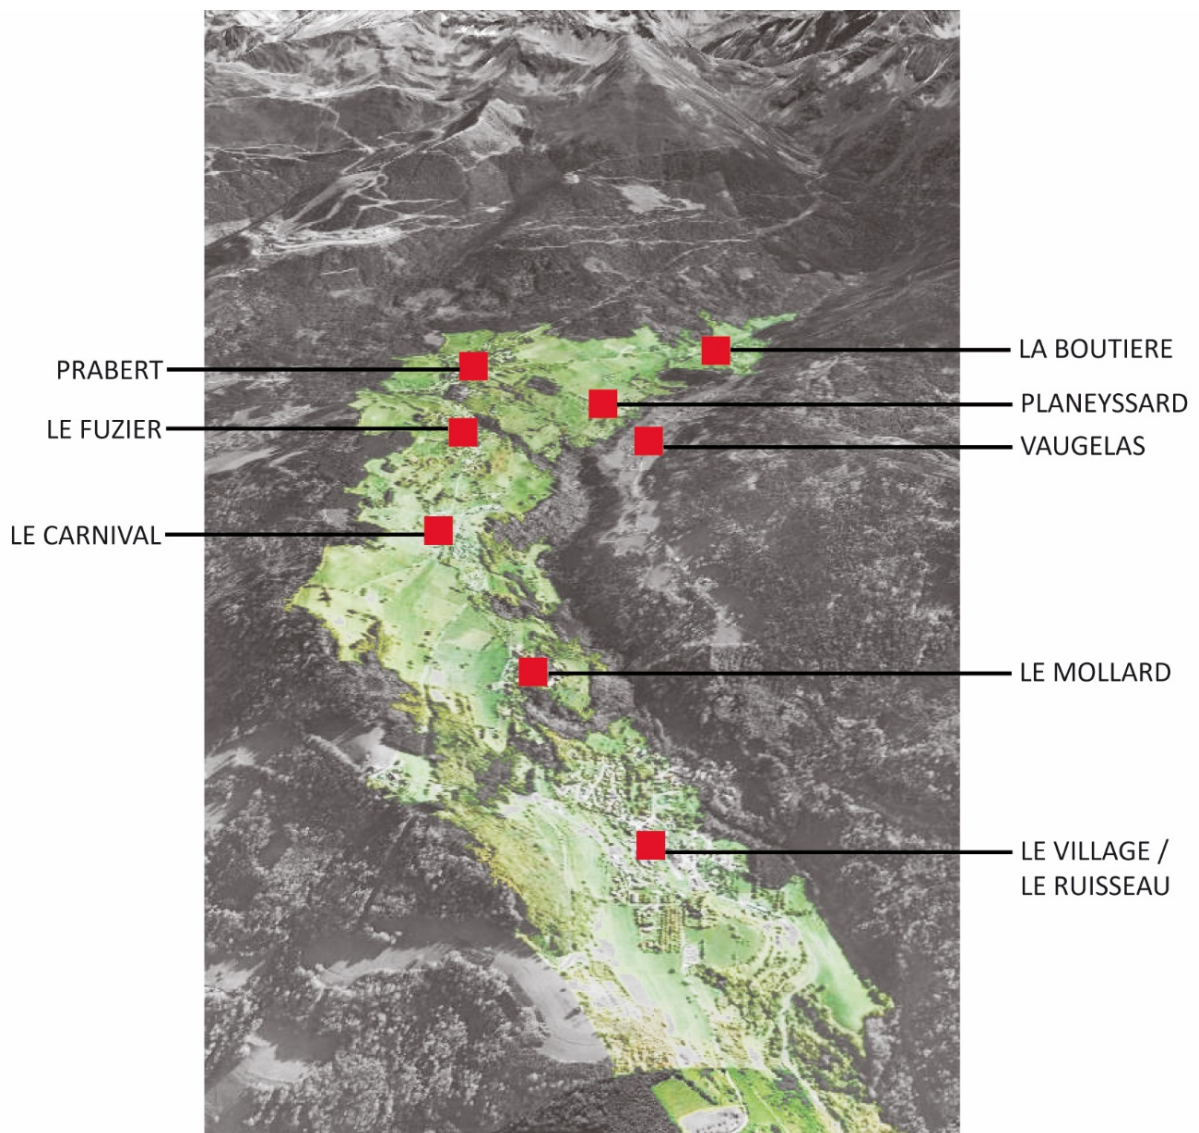 PRABERT
LE FUZIER
LE CARNIVAL
LA BOUTIERE
PLANEYSSARD
VAUGELAS
LE MOLLARD
LE VILLAGE /
LE RUISSEAU